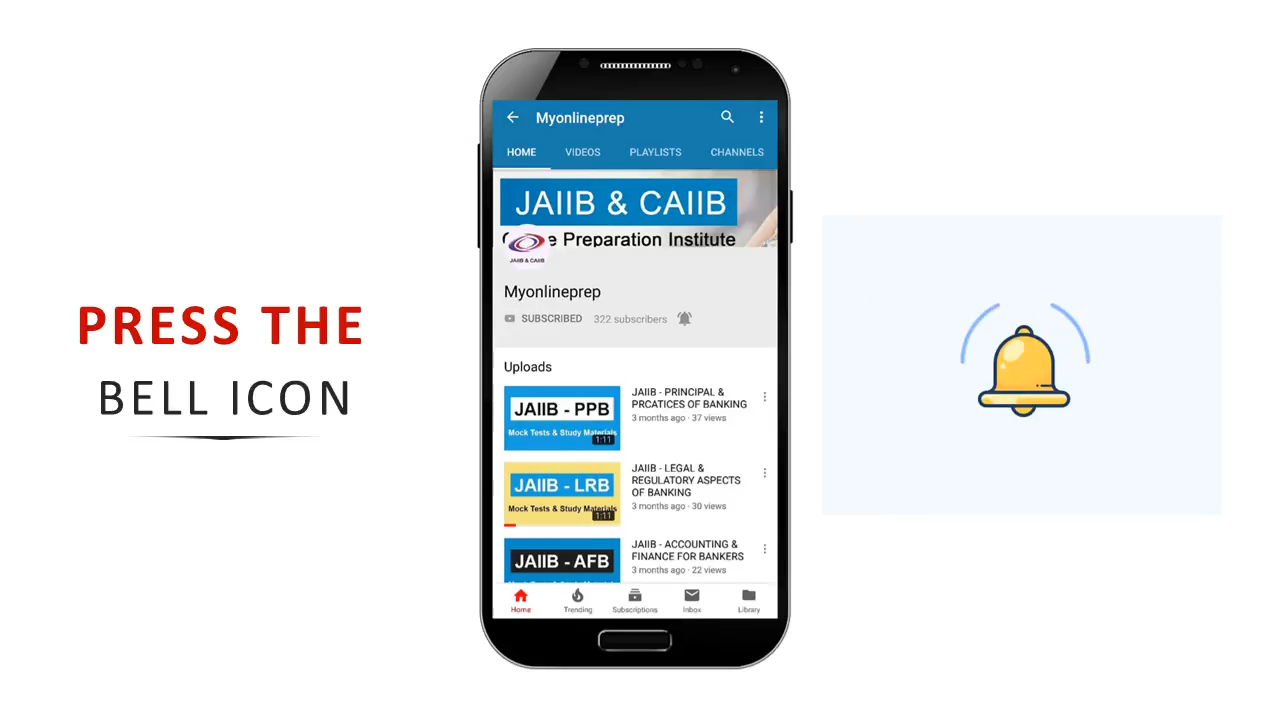 PRESS THE
BELL ICON
Myonlineprep
HOME VIDEOS PLAYLISTS CHANNELS
JAIIB & CAIIB
e Preparation Institute
JAIIB & CAIIB
Myonlineprep
SUBSCRIBED 322 subscribers
Uploads
JAIIB - PPB
Mock Tests & Study Materials
1:11
JAIIB - PRINCIPAL &
PRCATICES OF BANKING
3 months ago · 37 views
JAIIB - LRB
Mock Tests & Study Materials
1:11
JAIIB - LEGAL &
REGULATORY ASPECTS
OF BANKING
3 months ago · 30 views
JAIIB - AFB
JAIIB - ACCOUNTING &
FINANCE FOR BANKERS
3 months ago · 22 views
Home Trending Subscriptions Inbox Library